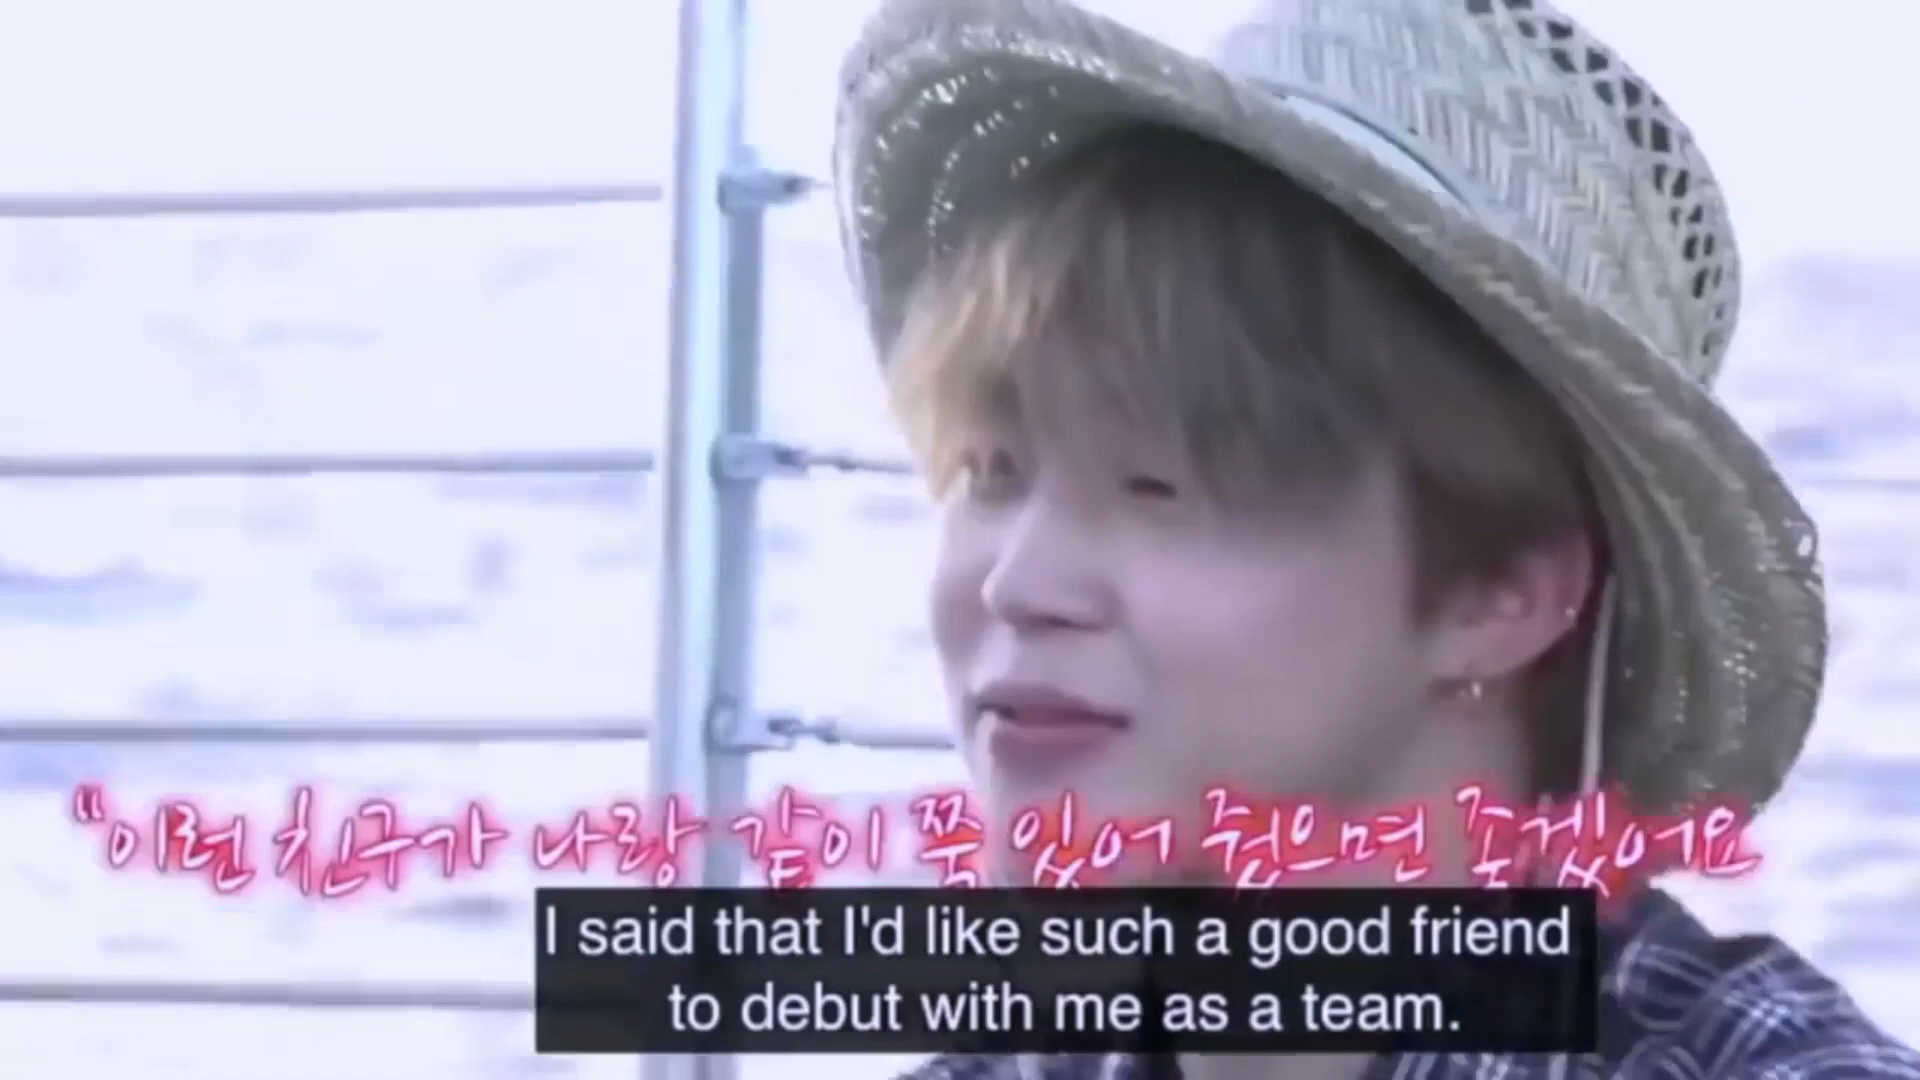 "이런 친구가 나랑 같이 쭉 있어 줬으면 좋겠어요
I said that I'd like such a good friend
to debut with me as a team.